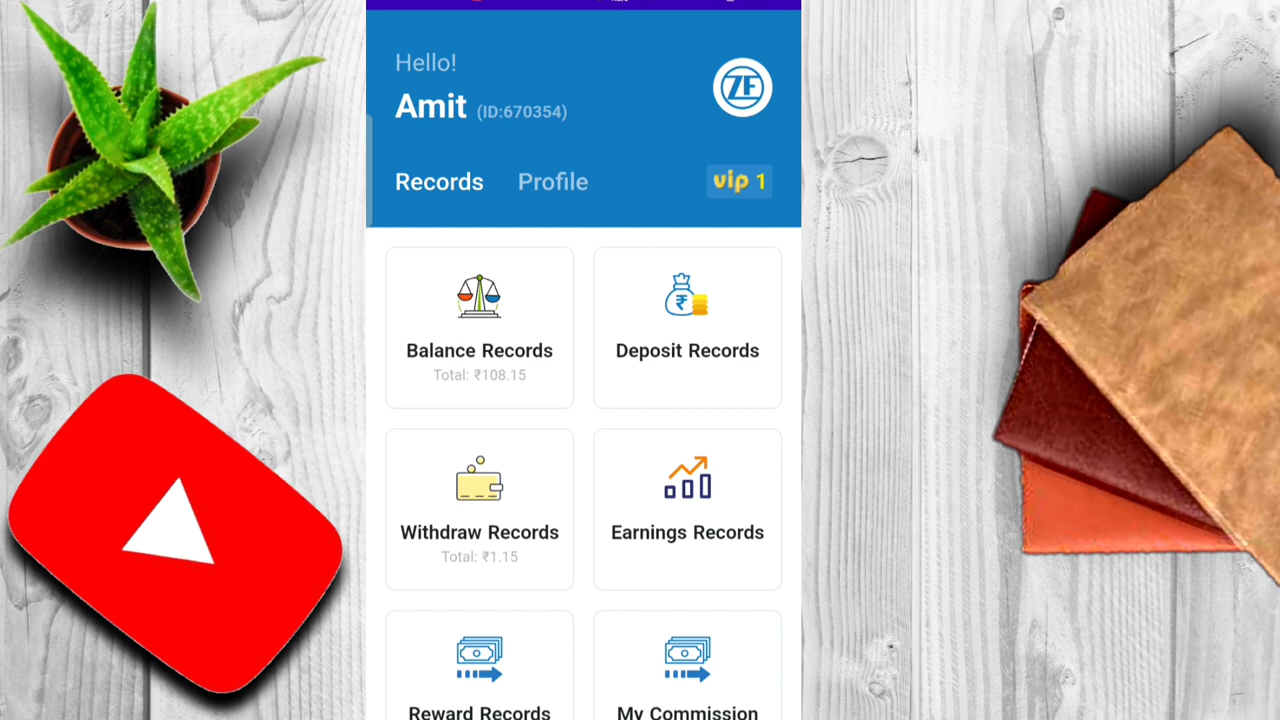 Hello!
ZF
Amit (ID:670354)
Records Profile vip 1
Balance Records
Total: ₹108.15
Deposit Records
Withdraw Records
Total: ₹1.15
Earnings Records
Reward Records
My Commission